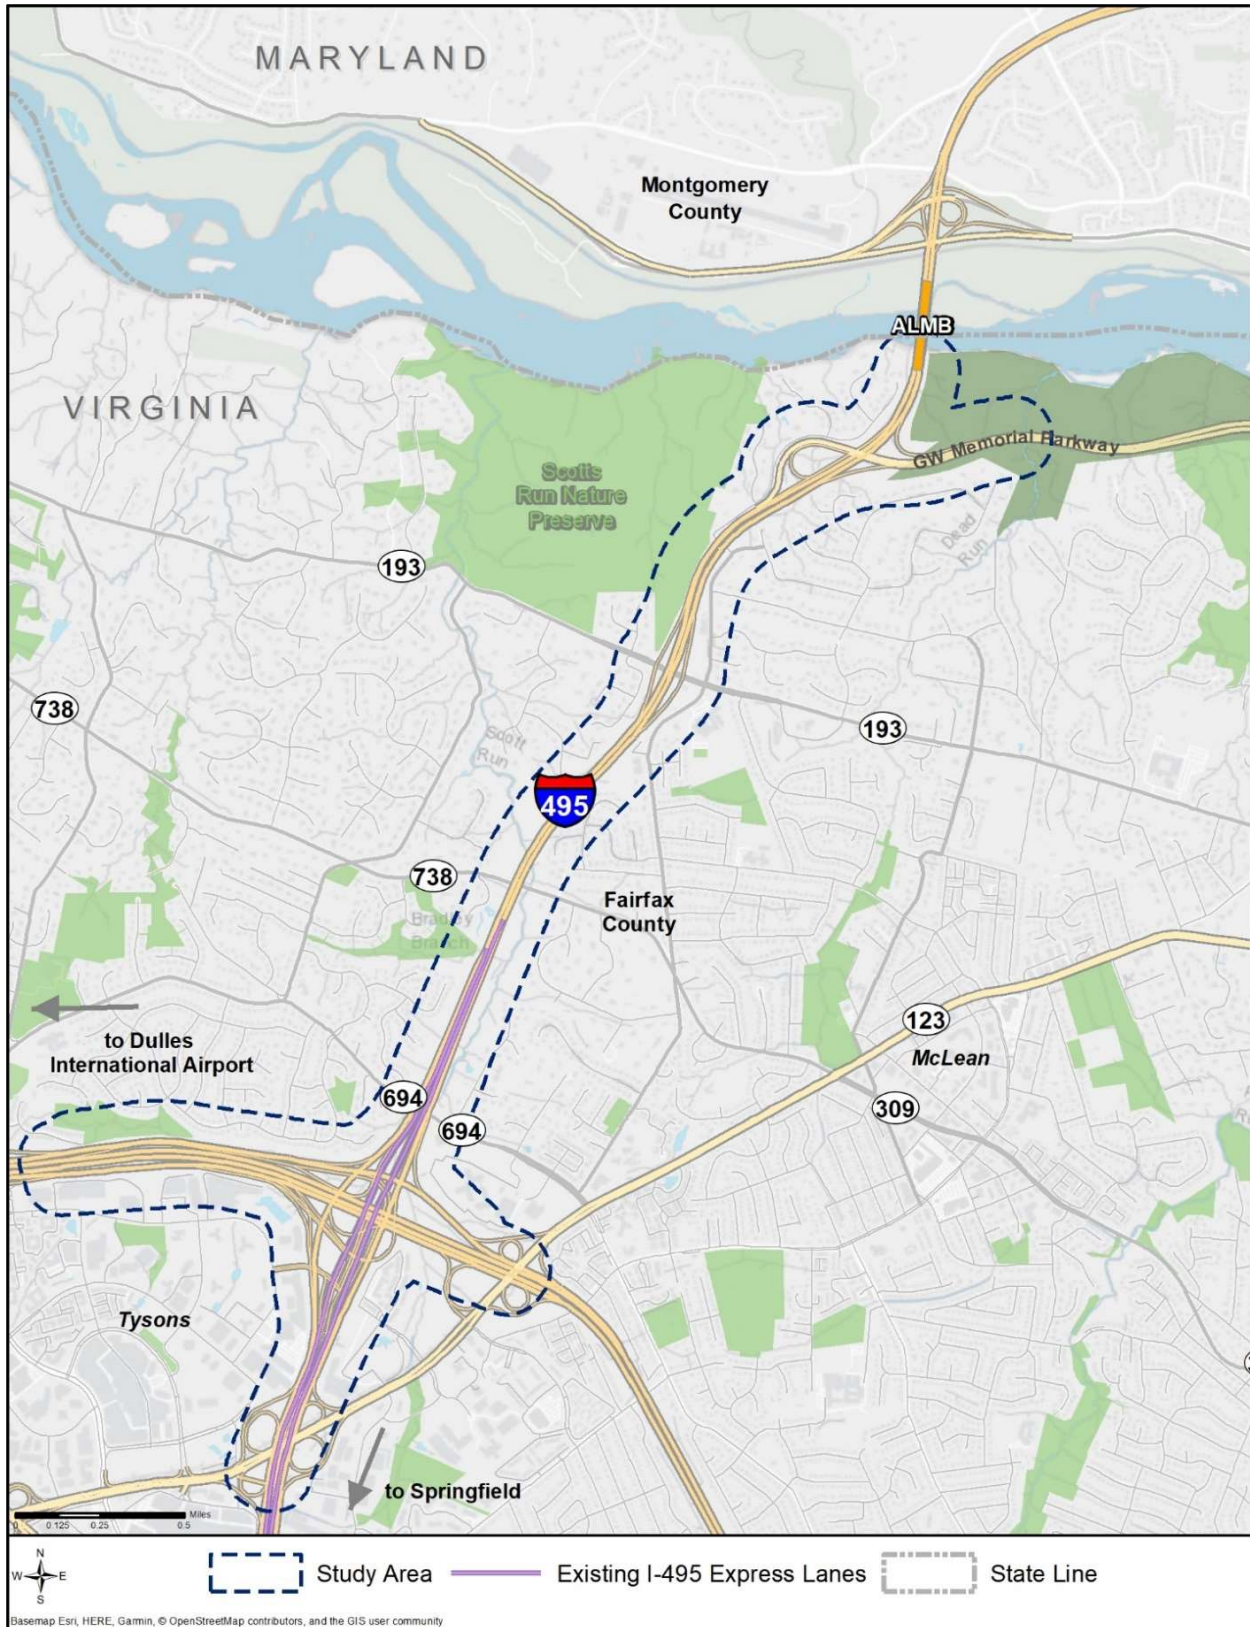 MARYLAND
Montgomery
County
ALMB
VIRGINIA
GW Memorial Parkway
Scotts
Run Nature
Preserve
Dead
Run
193
738
193
Scott
Run
495
738
Fairfax
County
Bradley
Branch
to Dulles
International Airport
123
McLean
694
309
694
Tysons
to Springfield
0 0.125 0.25 0.5 Miles
N
W E
S
Study Area Existing I-495 Express Lanes State Line
Basemap Esri, HERE, Garmin, © OpenStreetMap contributors, and the GIS user community